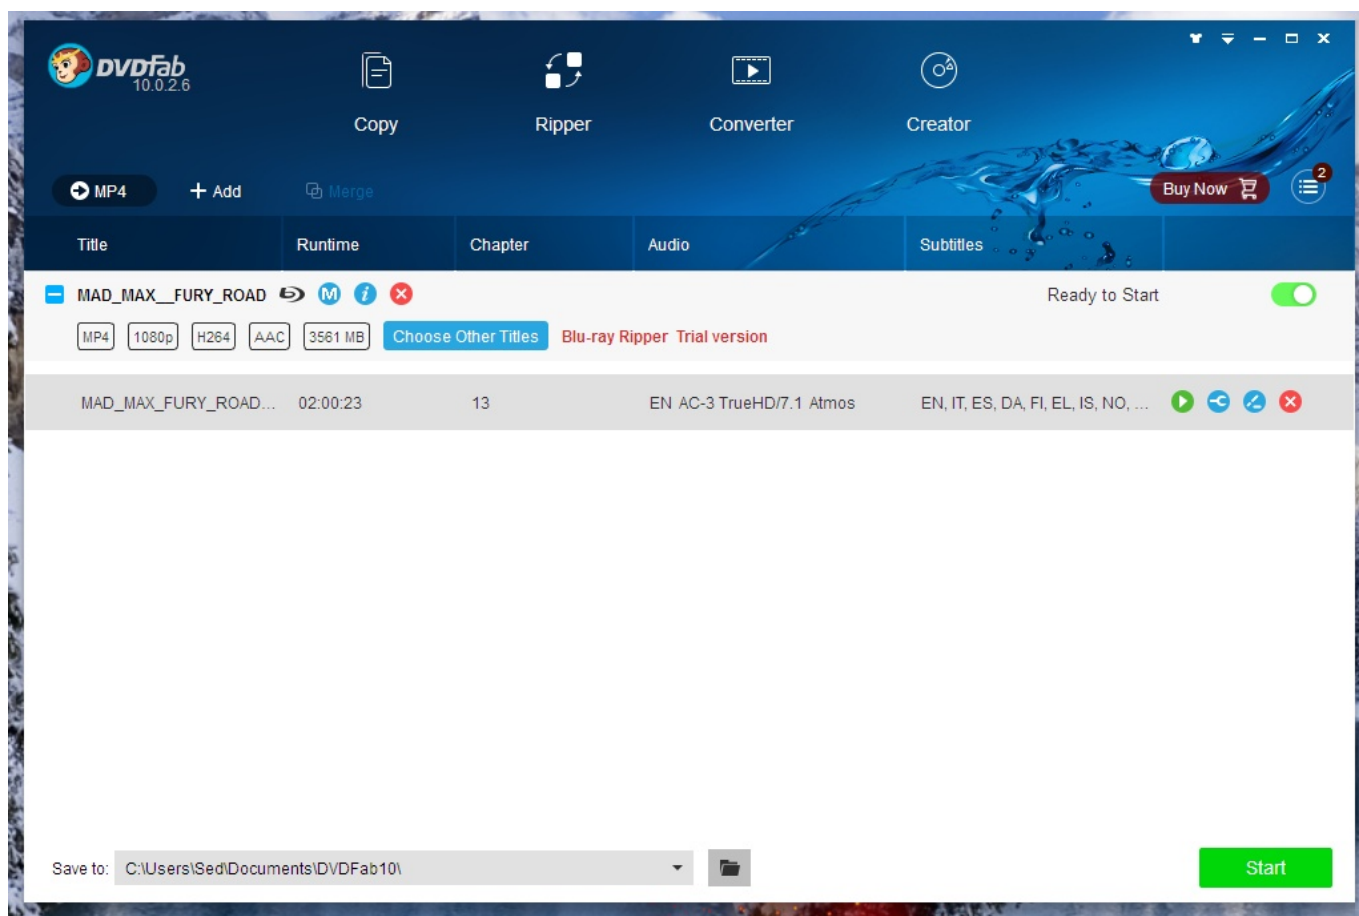 DVDFab
10.0.2.6
Copy
Ripper
Converter
Creator
MP4
+ Add
Merge
Buy Now
2
Title
Runtime
Chapter
Audio
Subtitles
MAD_MAX__FURY_ROAD
M
i
Ready to Start
MP4
1080p
H264
AAC
3561 MB
Choose Other Titles
Blu-ray Ripper Trial version
MAD_MAX_FURY_ROAD...
02:00:23
13
EN AC-3 TrueHD/7.1 Atmos
EN, IT, ES, DA, FI, EL, IS, NO, ...
Save to:
C:\Users\Sed\Documents\DVDFab10\
Start